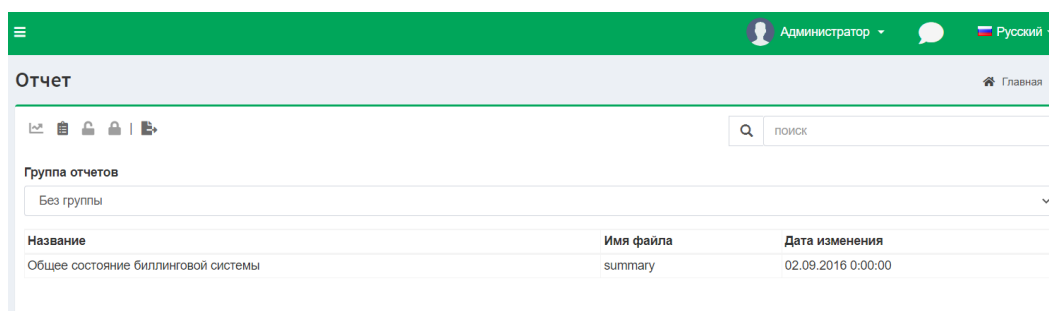 Администратор
Русский
Отчет
Главная
поиск
Группа отчетов
Без группы
Название Имя файла Дата изменения
Общее состояние биллинговой системы summary 02.09.2016 0:00:00